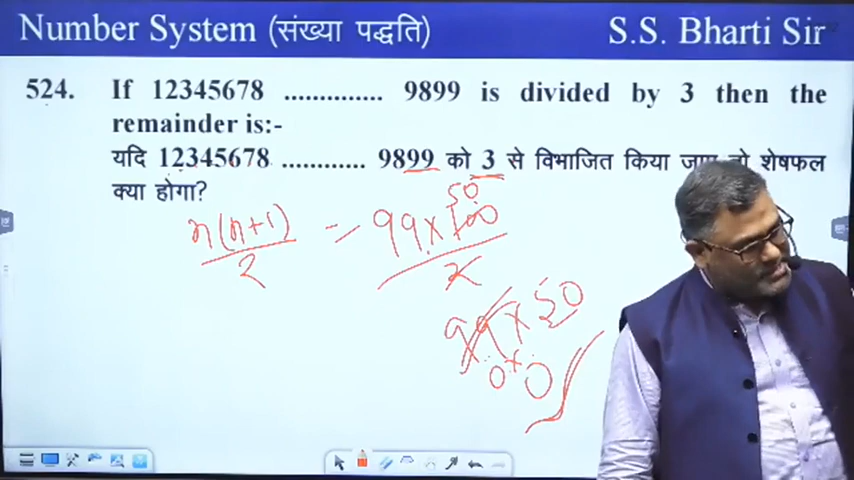 Number System (संख्या पद्धति)
S.S. Bharti Sir
524. If 12345678 .............. 9899 is divided by 3 then the
remainder is:-
यदि 12345678 ............ 9899 को 3 से विभाजित किया जाए तो शेषफल
क्या होगा?
n(n+1)/2 = 99×100/2
50
99×50
0×0